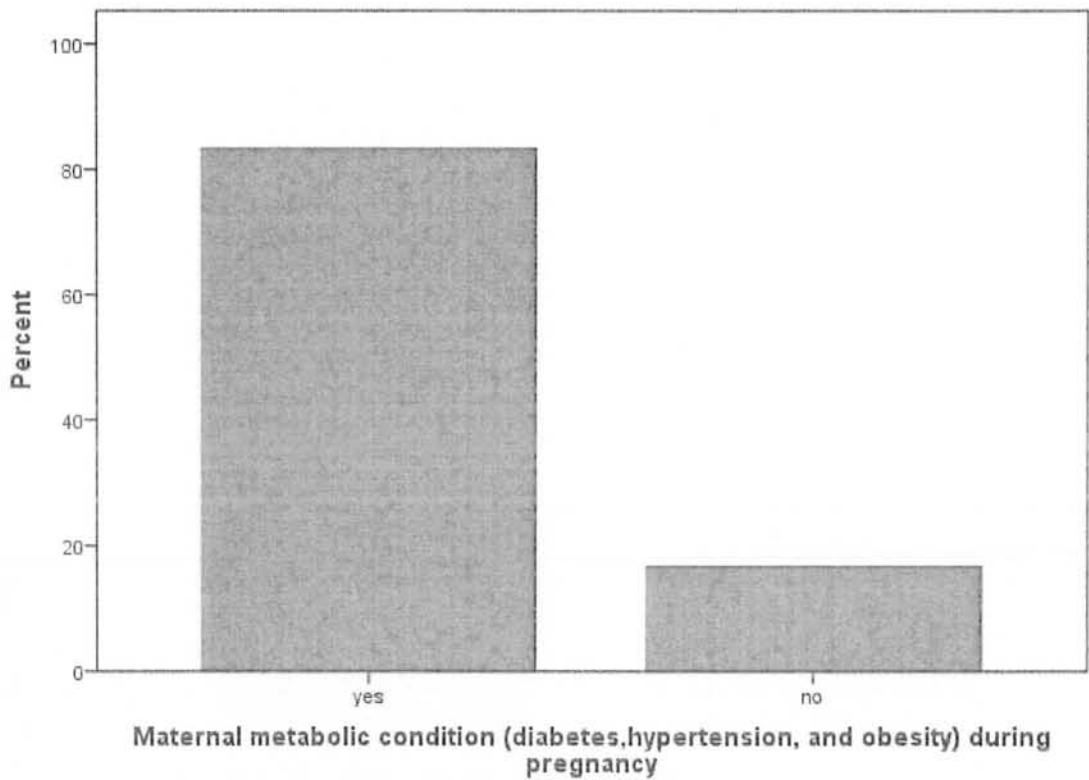 100
80
60
40
20
0
Percent
yes
no
Maternal metabolic condition (diabetes,hypertension, and obesity) during
pregnancy